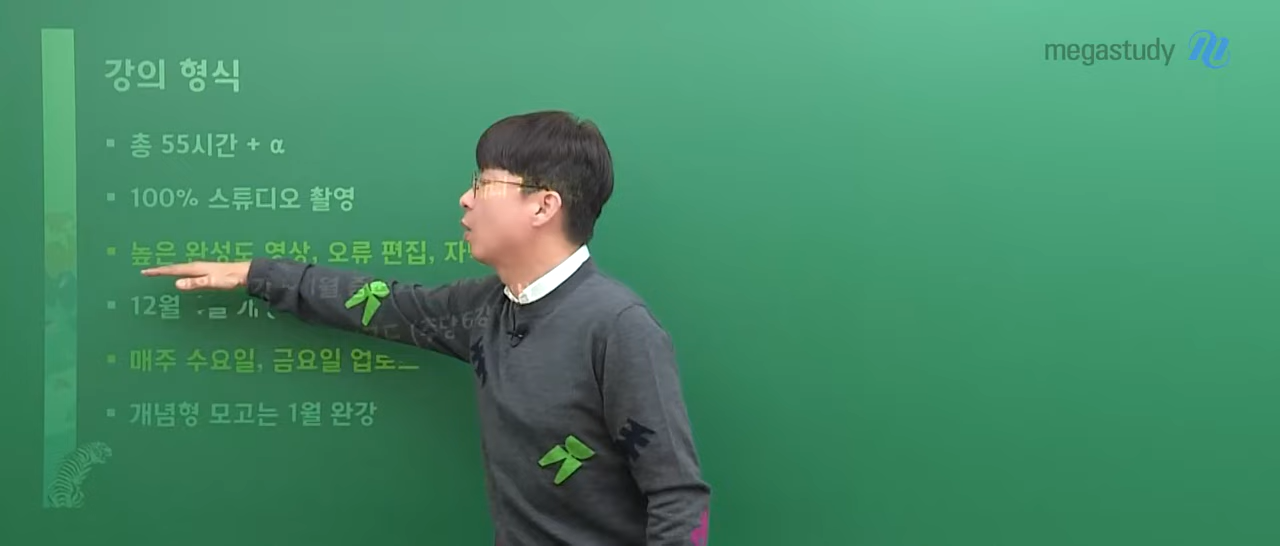 megastudy
강의 형식
총 55시간 + α
100% 스튜디오 촬영
높은 완성도 영상, 오류 편집,
12월
매주 수요일, 금요일
개념형 모고는 1월 완강